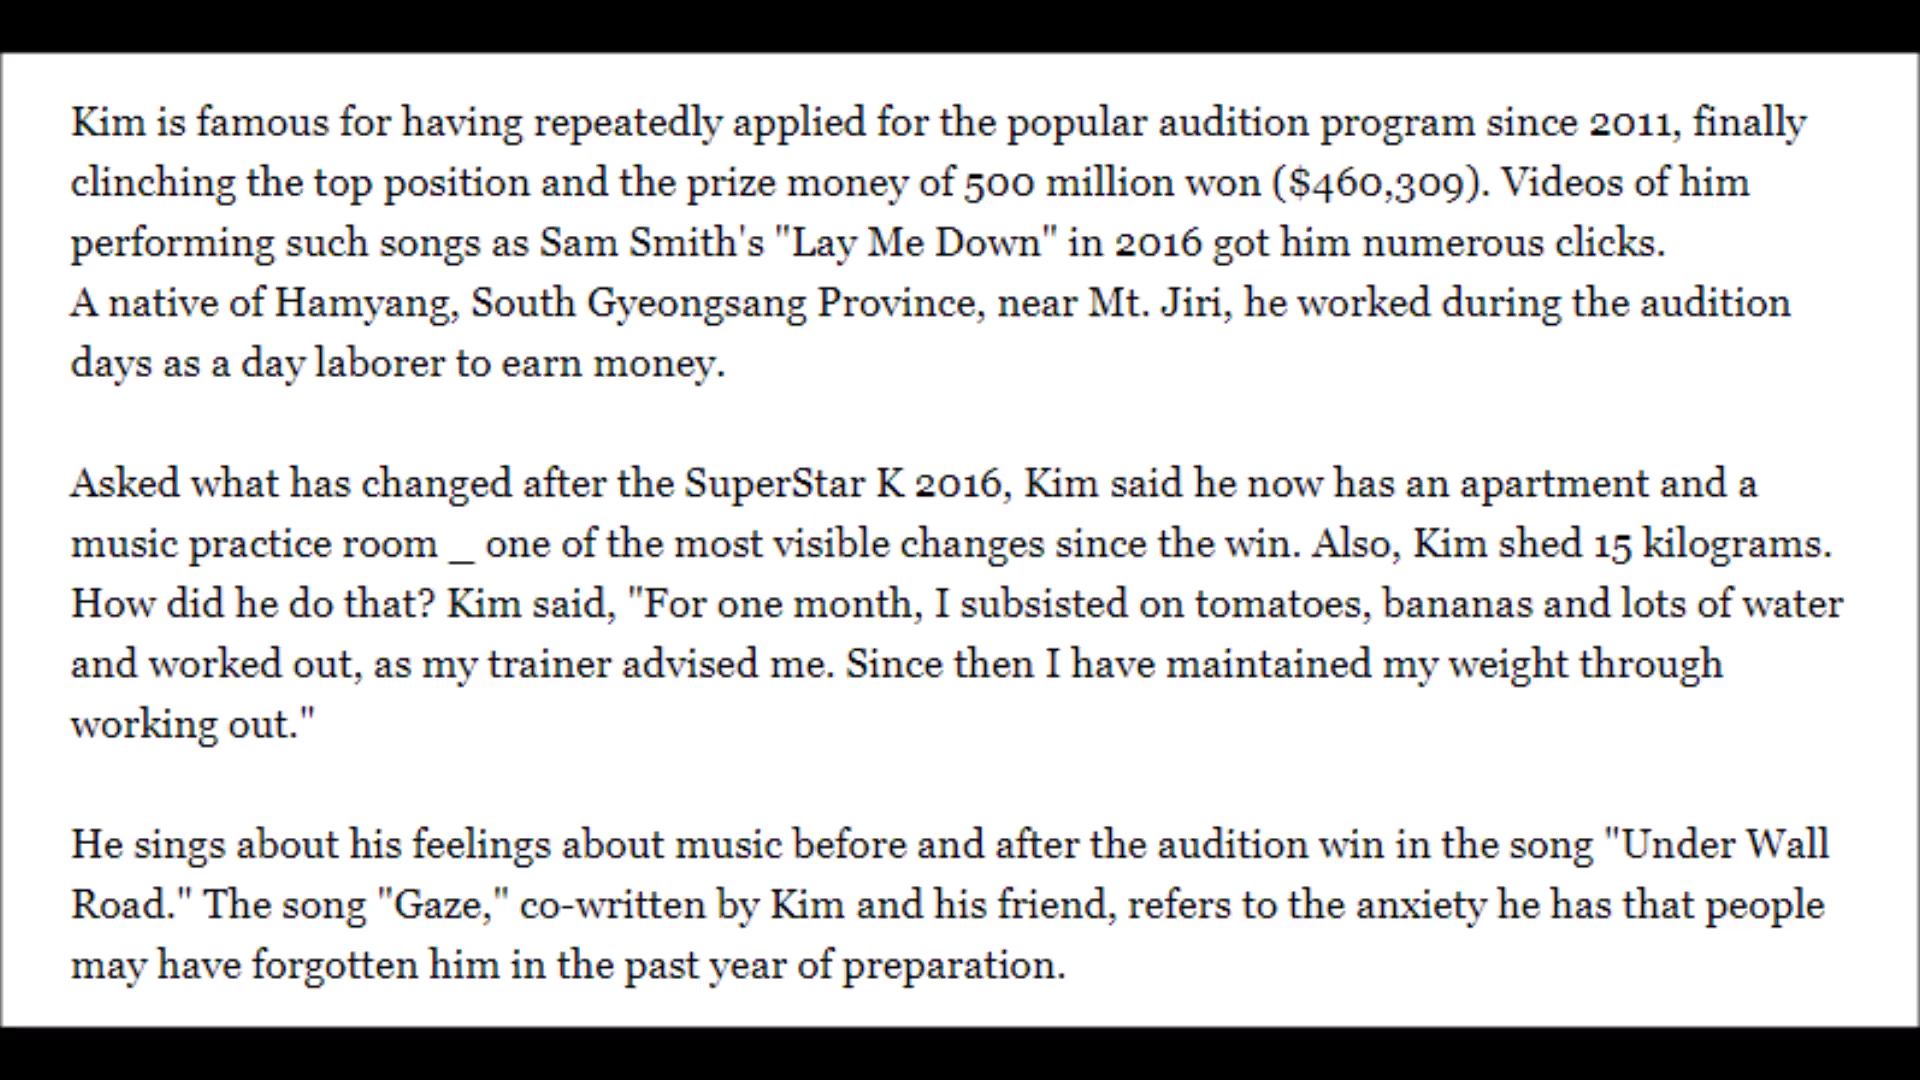 Kim is famous for having repeatedly applied for the popular audition program since 2011, finally
clinching the top position and the prize money of 500 million won ($460,309). Videos of him
performing such songs as Sam Smith's "Lay Me Down" in 2016 got him numerous clicks.
A native of Hamyang, South Gyeongsang Province, near Mt. Jiri, he worked during the audition
days as a day laborer to earn money.
Asked what has changed after the SuperStar K 2016, Kim said he now has an apartment and a
music practice room _ one of the most visible changes since the win. Also, Kim shed 15 kilograms.
How did he do that? Kim said, "For one month, I subsisted on tomatoes, bananas and lots of water
and worked out, as my trainer advised me. Since then I have maintained my weight through
working out."
He sings about his feelings about music before and after the audition win in the song "Under Wall
Road." The song "Gaze," co-written by Kim and his friend, refers to the anxiety he has that people
may have forgotten him in the past year of preparation.